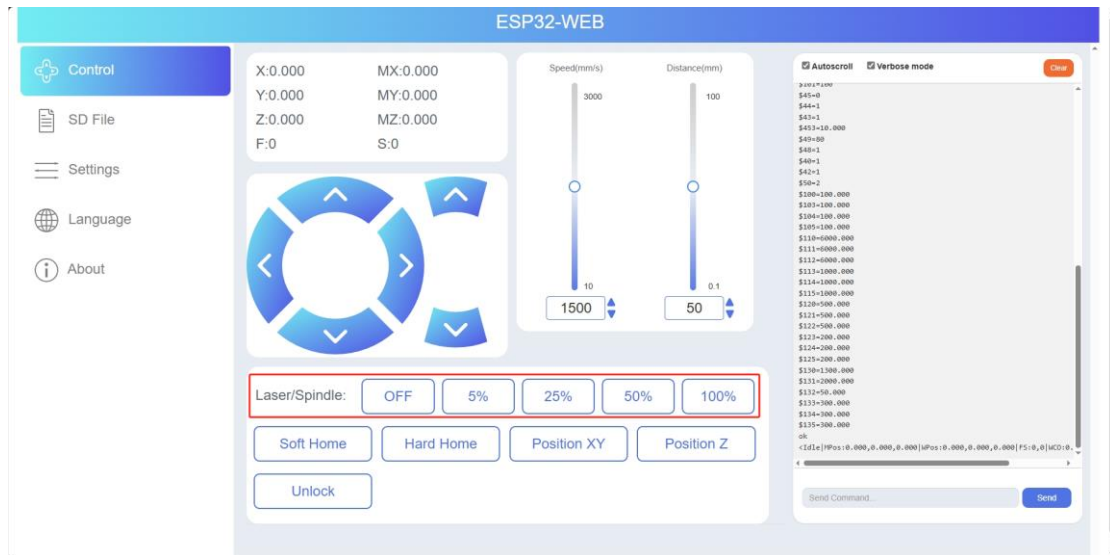 ESP32-WEB
Control
SD File
Settings
Language
About
X:0.000 MX:0.000
Y:0.000 MY:0.000
Z:0.000 MZ:0.000
F:0 S:0
Speed(mm/s) Distance(mm)
3000 100
10 0.1
1500 50
Laser/Spindle: OFF 5% 25% 50% 100%
Soft Home Hard Home Position XY Position Z
Unlock
Autoscroll Verbose mode Clear
$101=100
$45=0
$44=1
$43=1
$453=10.000
$49=80
$48=1
$40=1
$42=1
$50=2
$100=100.000
$103=100.000
$104=100.000
$105=100.000
$110=6000.000
$111=6000.000
$112=6000.000
$113=1000.000
$114=1000.000
$115=1000.000
$120=500.000
$121=500.000
$122=500.000
$123=200.000
$124=200.000
$125=200.000
$130=1300.000
$131=2000.000
$132=50.000
$133=300.000
$134=300.000
$135=300.000
ok
<Idle|MPos:0.000,0.000,0.000|WPos:0.000,0.000,0.000|FS:0,0|WCO:0.
Send Command... Send